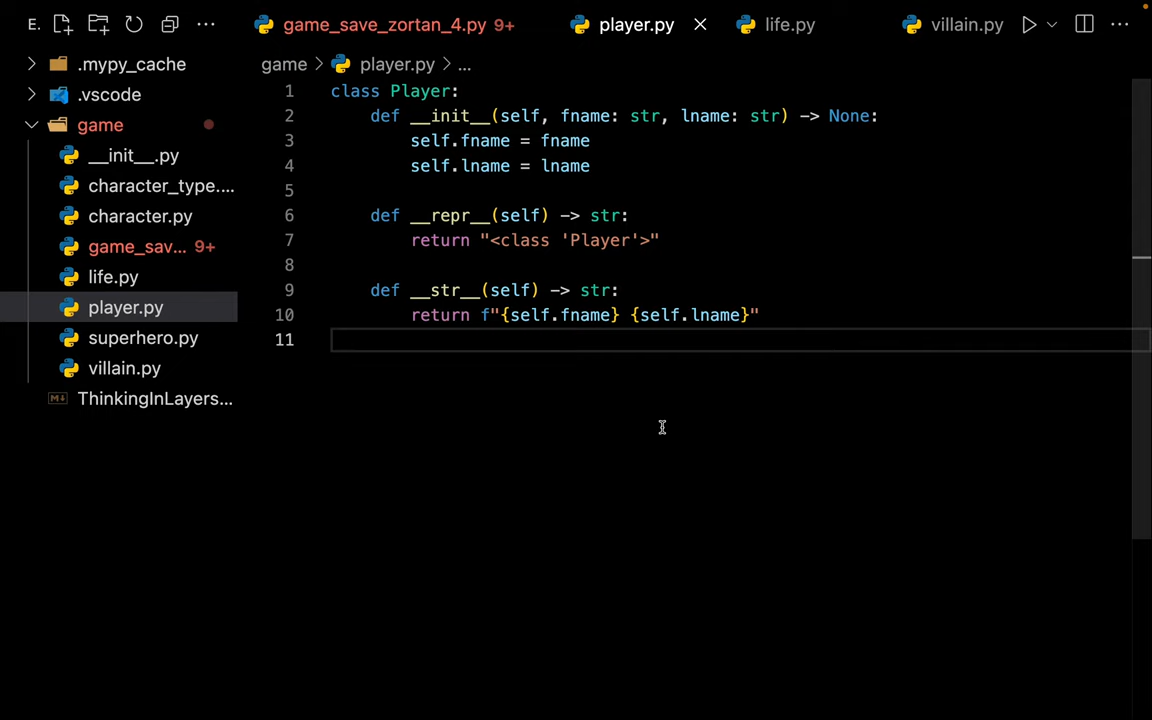 E. ...
game_save_zortan_4.py 9+ player.py life.py villain.py
game > player.py > ...
.mypy_cache
.vscode
game
__init__.py
character_type....
character.py
game_sav... 9+
life.py
player.py
superhero.py
villain.py
ThinkingInLayers...
1 class Player:
2 def __init__(self, fname: str, lname: str) -> None:
3 self.fname = fname
4 self.lname = lname
5
6 def __repr__(self) -> str:
7 return "<class 'Player'>"
8
9 def __str__(self) -> str:
10 return f"{self.fname} {self.lname}"
11